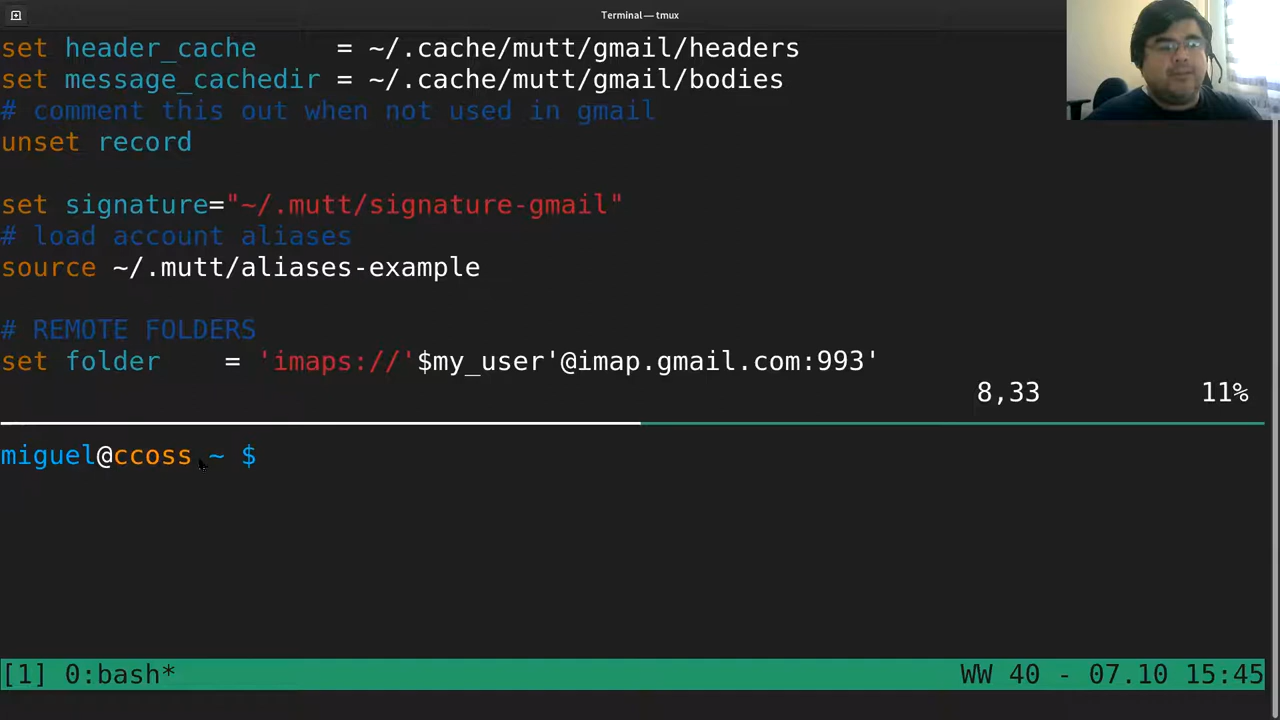 Terminal — tmux
set header_cache     = ~/.cache/mutt/gmail/headers
set message_cachedir = ~/.cache/mutt/gmail/bodies
# comment this out when not used in gmail
unset record
set signature="~/.mutt/signature-gmail"
# load account aliases
source ~/.mutt/aliases-example
# REMOTE FOLDERS
set folder    = 'imaps://'$my_user'@imap.gmail.com:993'
8,33          11%
miguel@ccoss ~ $
[1] 0:bash*          WW 40 - 07.10 15:45